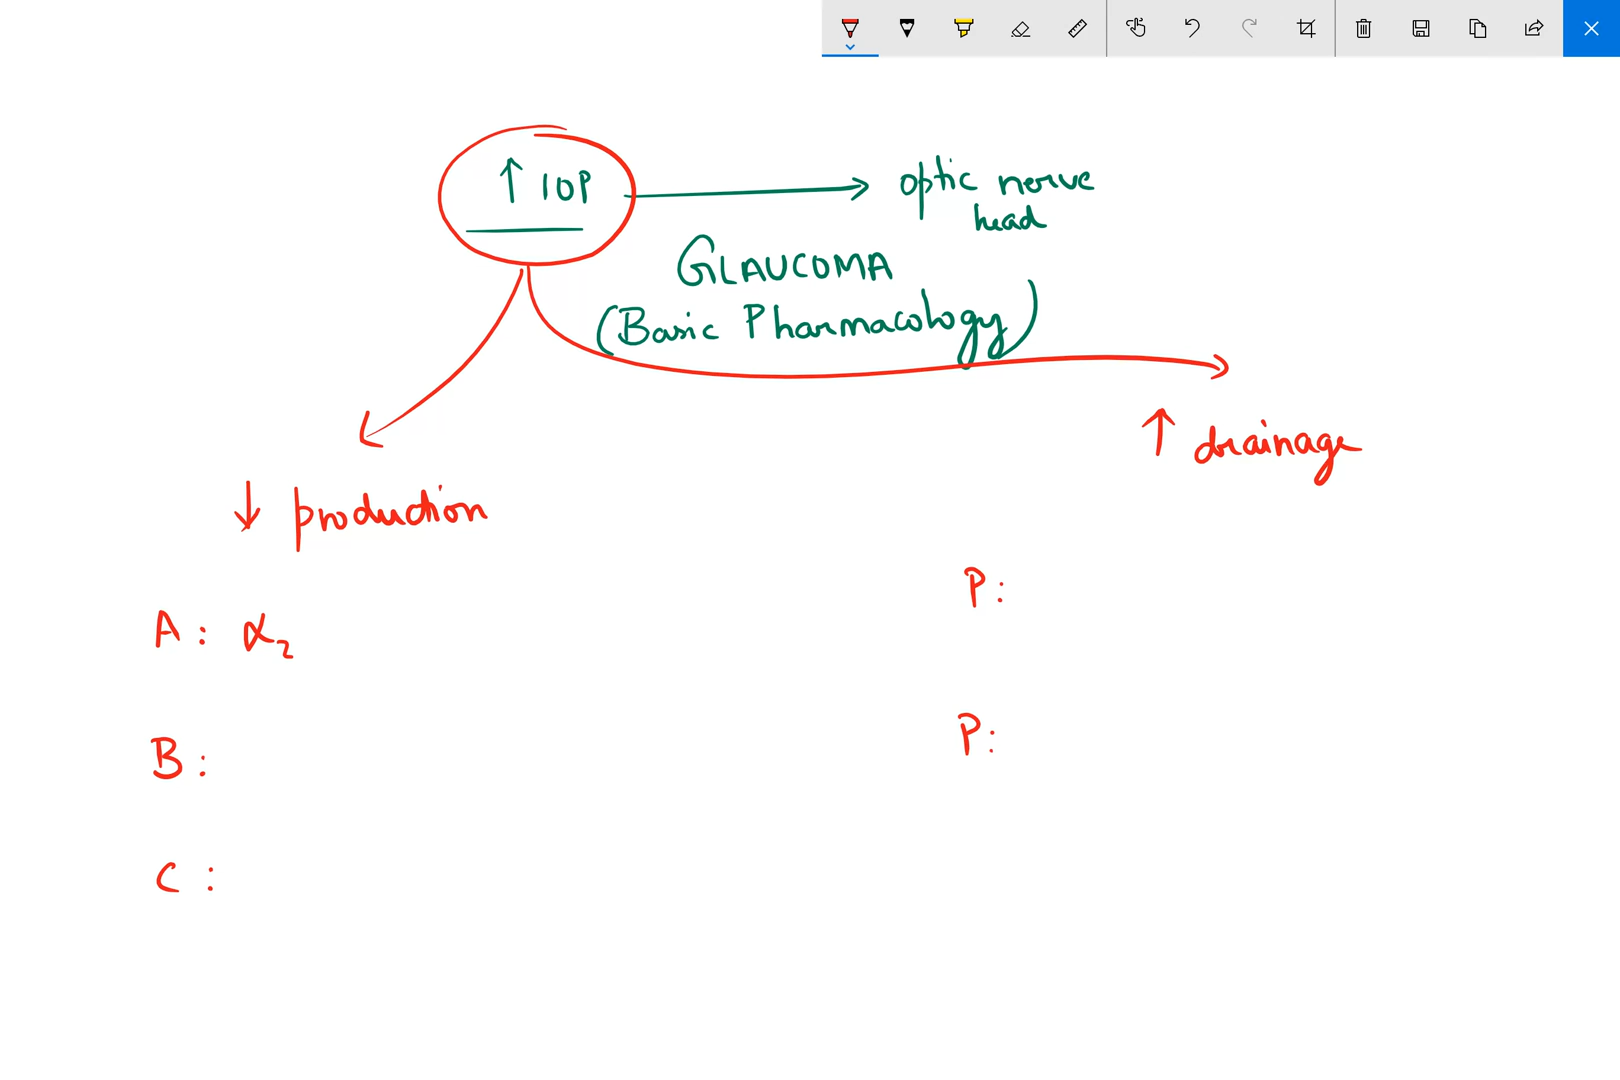 ↑ IOP → optic nerve
head
GLAUCOMA
(Basic Pharmacology)
↑ drainage
↓ production
P:
A: α₂
P:
B:
C: